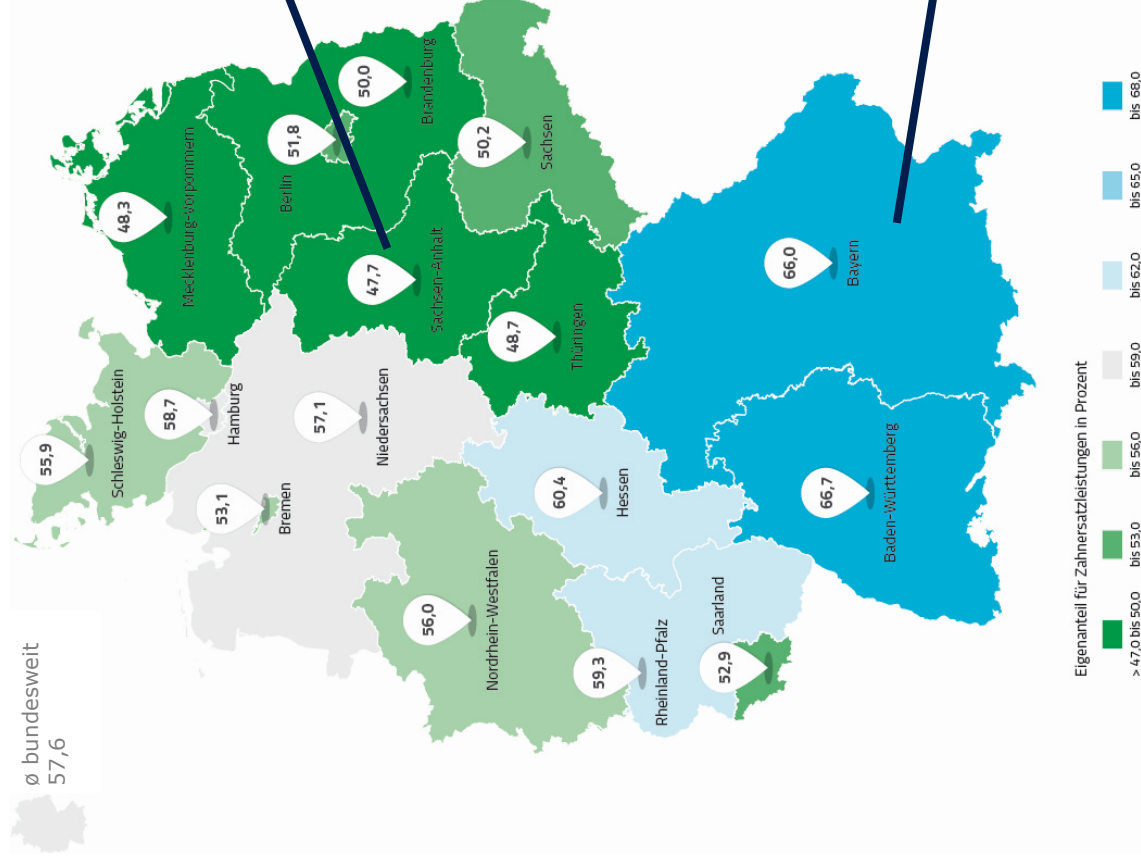 ø bundesweit
57,6
55,9
Schleswig-Holstein
58,7
Hamburg
48,3
Mecklenburg-Vorpommern
53,1
Bremen
57,1
Niedersachsen
51,8
Berlin
50,0
Brandenburg
47,7
Sachsen-Anhalt
56,0
Nordrhein-Westfalen
60,4
Hessen
48,7
Thüringen
50,2
Sachsen
59,3
Rheinland-Pfalz
52,9
Saarland
66,7
Baden-Württemberg
66,0
Bayern
Eigenanteil für Zahnersatzleistungen in Prozent
> 47,0 bis 50,0
bis 53,0
bis 56,0
bis 59,0
bis 62,0
bis 65,0
bis 68,0